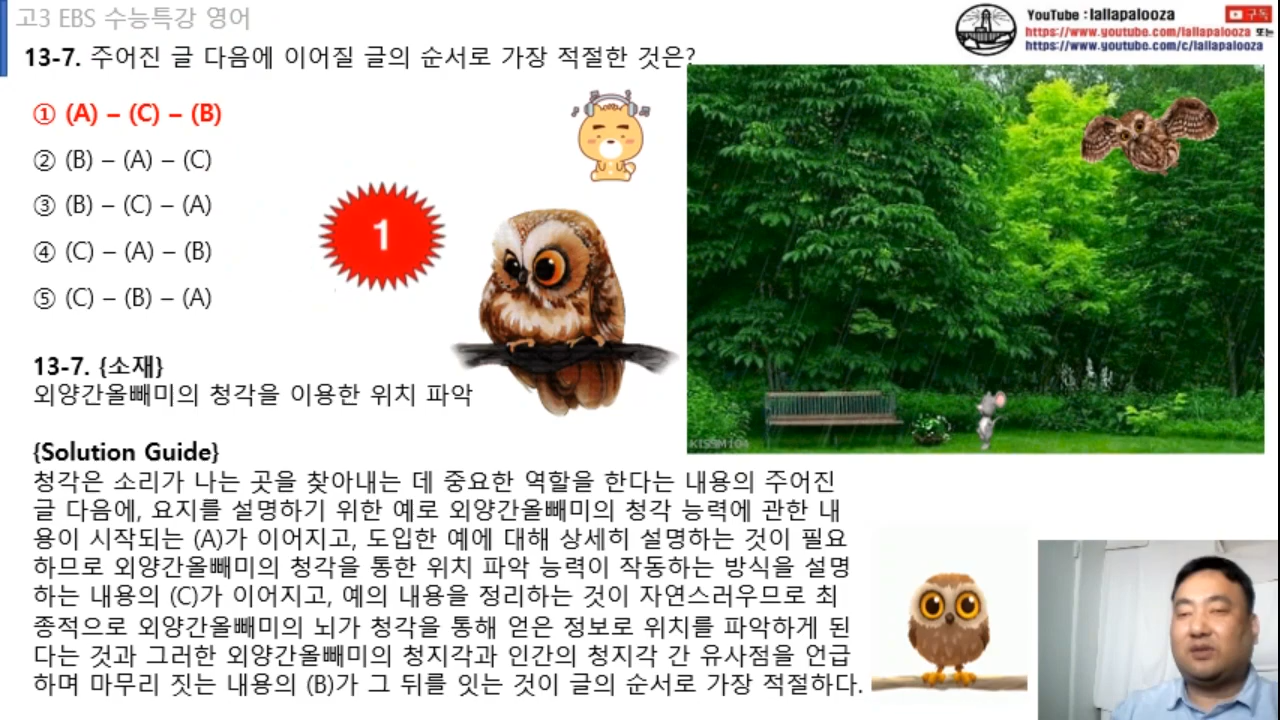 고3 EBS 수능특강 영어
YouTube : lallapalooza
구독
https://www.youtube.com/lallapalooza 또는
https://www.youtube.com/c/lallapalooza
13-7. 주어진 글 다음에 이어질 글의 순서로 가장 적절한 것은?
① (A) – (C) – (B)
② (B) – (A) – (C)
③ (B) – (C) – (A)
④ (C) – (A) – (B)
⑤ (C) – (B) – (A)
1
13-7. {소재}
외양간올빼미의 청각을 이용한 위치 파악
{Solution Guide}
청각은 소리가 나는 곳을 찾아내는 데 중요한 역할을 한다는 내용의 주어진
글 다음에, 요지를 설명하기 위한 예로 외양간올빼미의 청각 능력에 관한 내
용이 시작되는 (A)가 이어지고, 도입한 예에 대해 상세히 설명하는 것이 필요
하므로 외양간올빼미의 청각을 통한 위치 파악 능력이 작동하는 방식을 설명
하는 내용의 (C)가 이어지고, 예의 내용을 정리하는 것이 자연스러우므로 최
종적으로 외양간올빼미의 뇌가 청각을 통해 얻은 정보로 위치를 파악하게 된
다는 것과 그러한 외양간올빼미의 청지각과 인간의 청지각 간 유사점을 언급
하며 마무리 짓는 내용의 (B)가 그 뒤를 잇는 것이 글의 순서로 가장 적절하다.